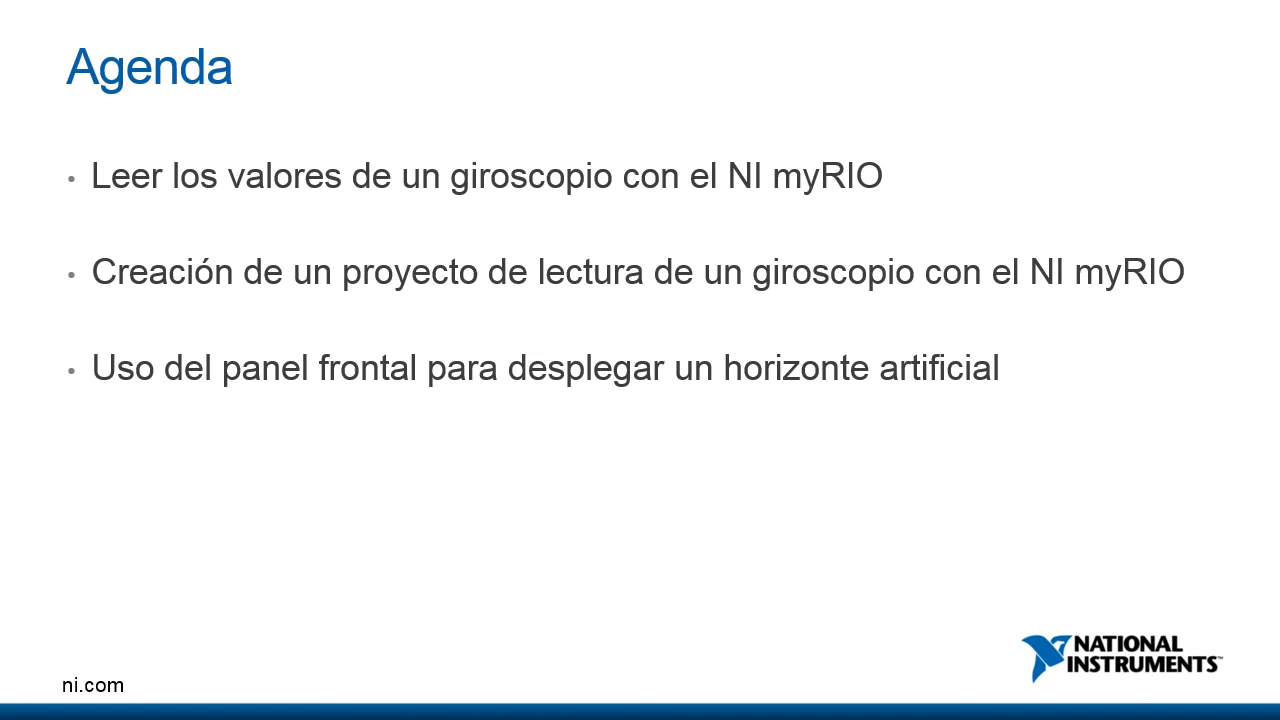 Agenda
• Leer los valores de un giroscopio con el NI myRIO
• Creación de un proyecto de lectura de un giroscopio con el NI myRIO
• Uso del panel frontal para desplegar un horizonte artificial
NATIONAL
INSTRUMENTS™
ni.com